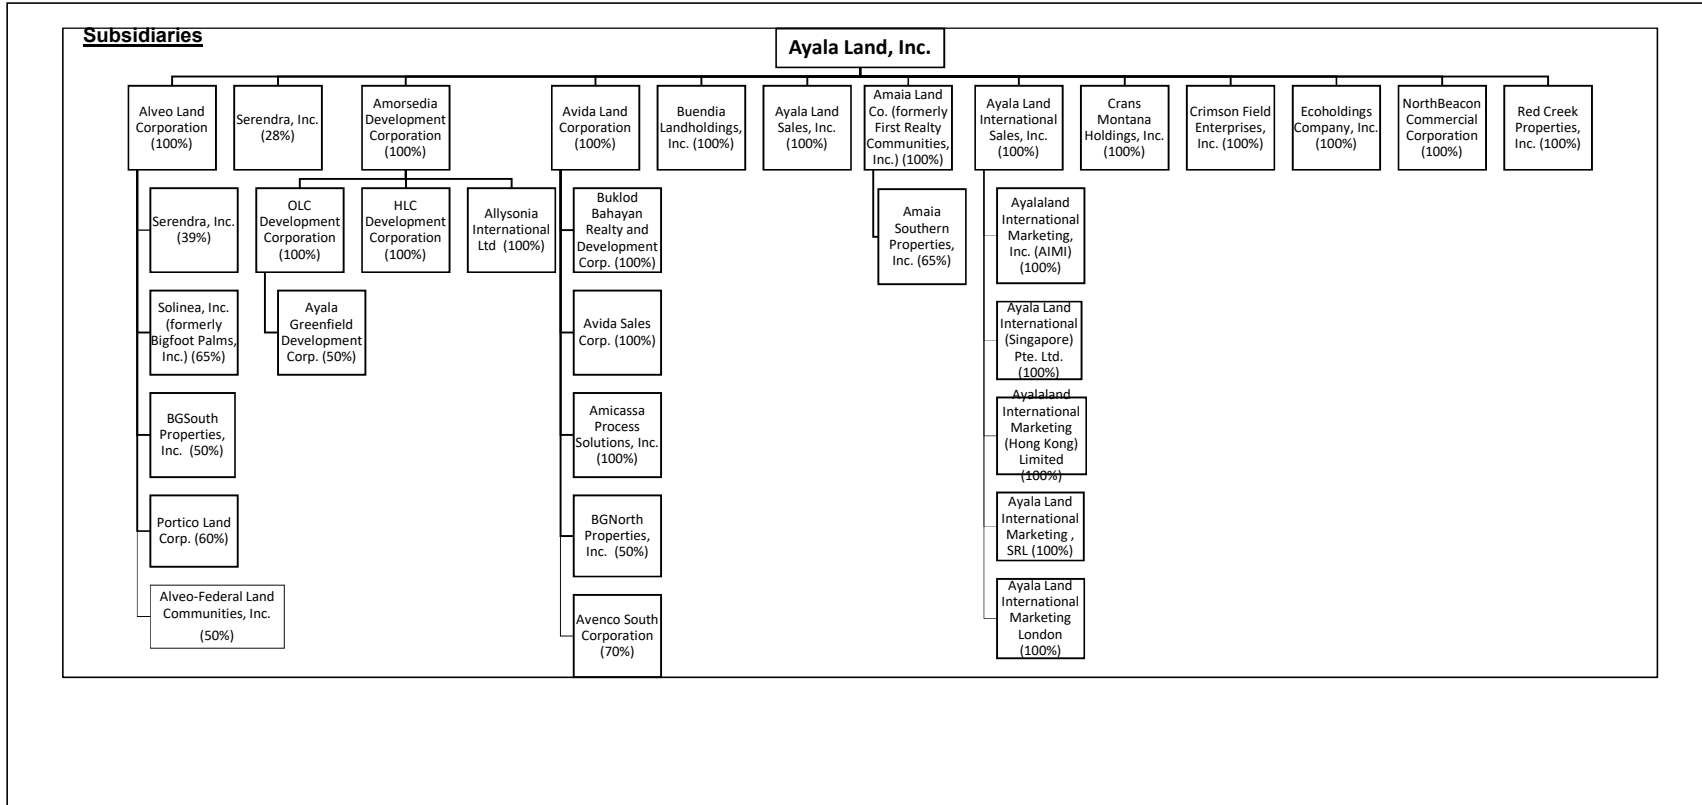 Subsidiaries
Ayala Land, Inc.
Alveo Land
Corporation
(100%)
Serendra, Inc.
(28%)
Amorsedia
Development
Corporation
(100%)
Avida Land
Corporation
(100%)
Buendia
Landholdings,
Inc. (100%)
Ayala Land
Sales, Inc.
(100%)
Amaia Land
Co. (formerly
First Realty
Communities,
Inc.) (100%)
Ayala Land
International
Sales, Inc.
(100%)
Crans
Montana
Holdings, Inc.
(100%)
Crimson Field
Enterprises,
Inc. (100%)
Ecoholdings
Company, Inc.
(100%)
NorthBeacon
Commercial
Corporation
(100%)
Red Creek
Properties,
Inc. (100%)
Serendra, Inc.
(39%)
OLC
Development
Corporation
(100%)
HLC
Development
Corporation
(100%)
Allysonia
International
Ltd (100%)
Buklod
Bahayan
Realty and
Development
Corp. (100%)
Amaia
Southern
Properties,
Inc. (65%)
Ayalaland
International
Marketing,
Inc. (AIMI)
(100%)
Solinea, Inc.
(formerly
Bigfoot Palms,
Inc.) (65%)
Ayala
Greenfield
Development
Corp. (50%)
Avida Sales
Corp. (100%)
Ayala Land
International
(Singapore)
Pte. Ltd.
(100%)
BGSouth
Properties,
Inc. (50%)
Amicassa
Process
Solutions, Inc.
(100%)
Ayalaland
International
Marketing
(Hong Kong)
Limited
(100%)
Portico Land
Corp. (60%)
BGNorth
Properties,
Inc. (50%)
Ayala Land
International
Marketing ,
SRL (100%)
Alveo-Federal Land
Communities, Inc.
(50%)
Avenco South
Corporation
(70%)
Ayala Land
International
Marketing
London
(100%)